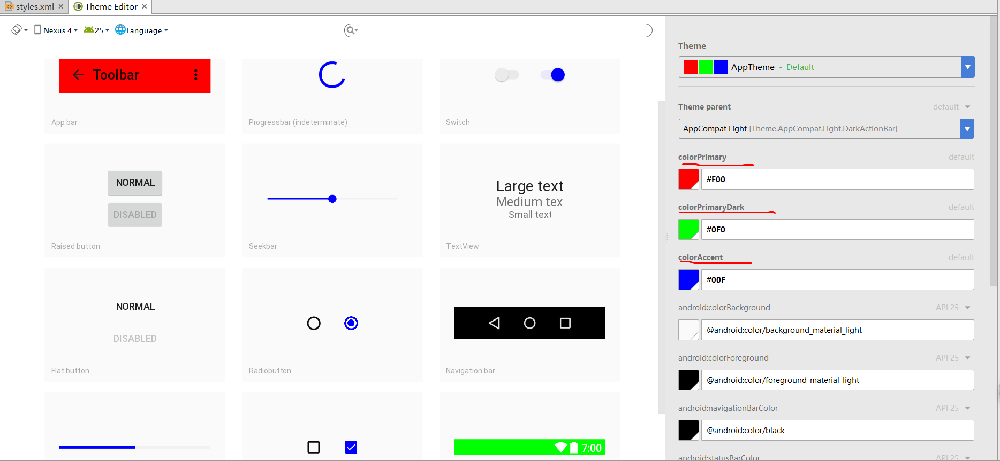 styles.xml
Theme Editor
Nexus 4
25
Language
Toolbar
App bar
Progressbar (indeterminate)
Switch
NORMAL
DISABLED
Raised button
Seekbar
Large text
Medium tex
Small text
TextView
NORMAL
DISABLED
Flat button
Radiobutton
Navigation bar
7:00
Theme
AppTheme - Default
Theme parent default
AppCompat Light [Theme.AppCompat.Light.DarkActionBar]
colorPrimary default
#F00
colorPrimaryDark default
#0F0
colorAccent default
#00F
android:colorBackground API 25
@android:color/background_material_light
android:colorForeground API 25
@android:color/foreground_material_light
android:navigationBarColor API 25
@android:color/black
android:statusBarColor API 25